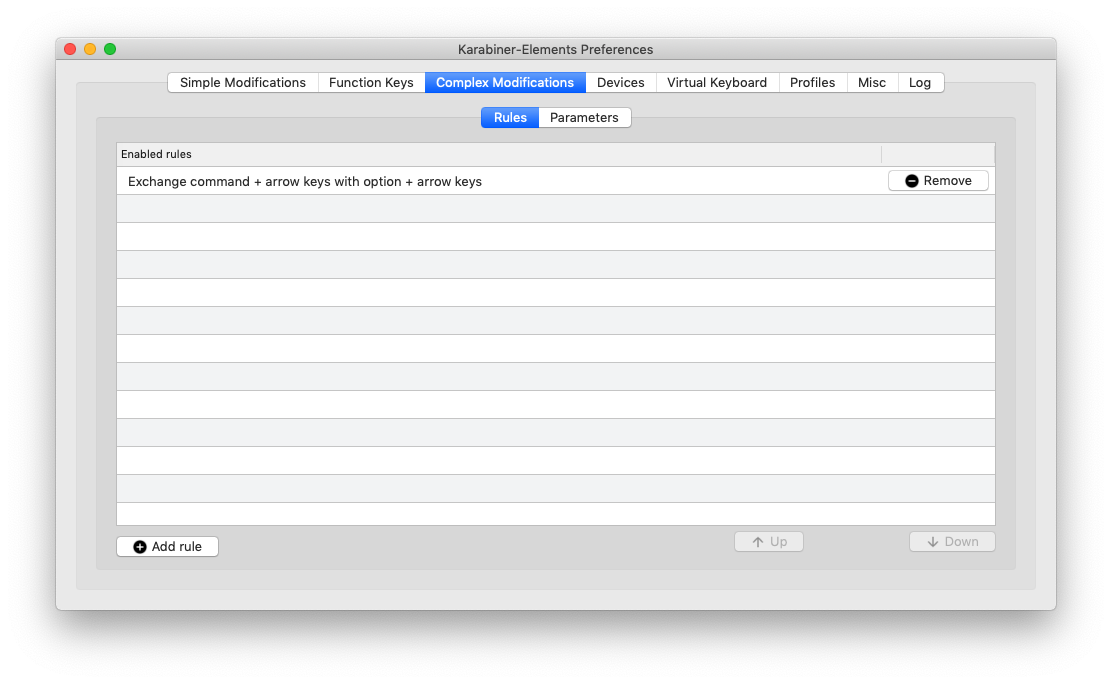 Karabiner-Elements Preferences
Simple Modifications Function Keys Complex Modifications Devices Virtual Keyboard Profiles Misc Log
Rules Parameters
Enabled rules
Exchange command + arrow keys with option + arrow keys Remove
Add rule Up Down